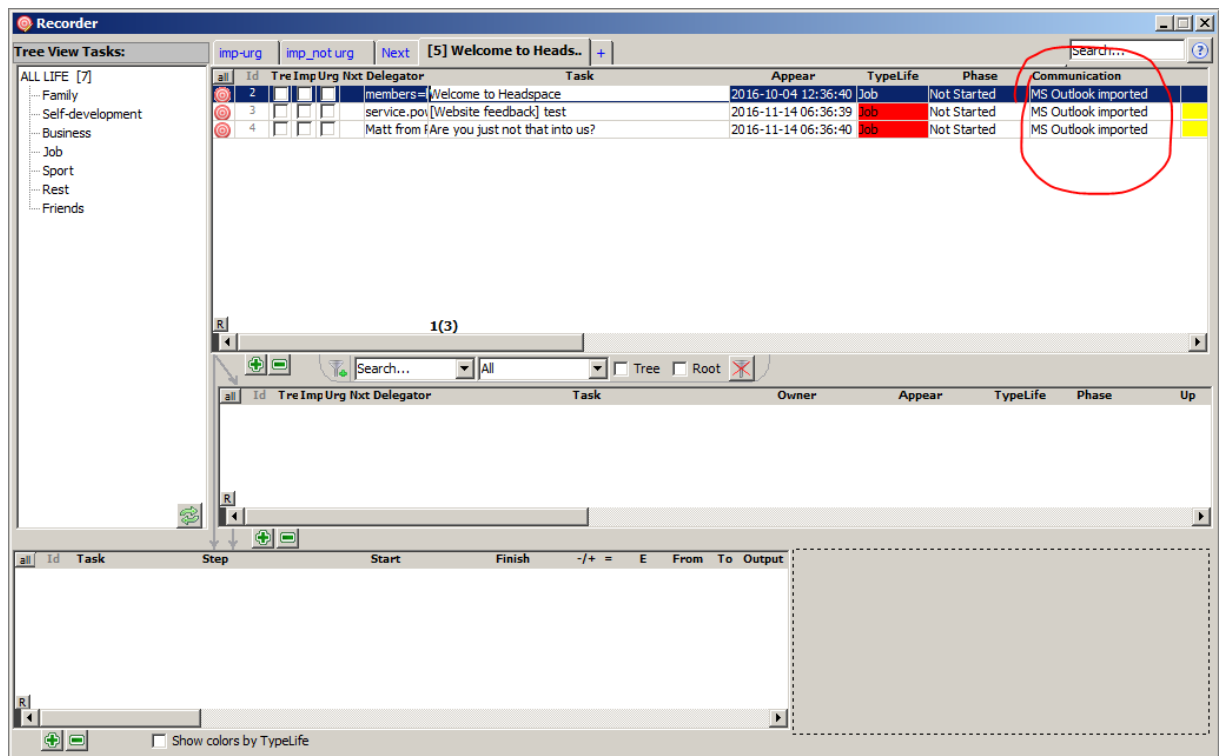 Recorder
Tree View Tasks:
imp-urg imp_not urg Next [5] Welcome to Heads.. + Search... ?
ALL LIFE [7]
Family
Self-development
Business
Job
Sport
Rest
Friends
all Id Tre Imp Urg Nxt Delegator Task Appear TypeLife Phase Communication
2 members= Welcome to Headspace 2016-10-04 12:36:40 Job Not Started MS Outlook imported
3 service.pov [Website feedback] test 2016-11-14 06:36:39 Job Not Started MS Outlook imported
4 Matt from Are you just not that into us? 2016-11-14 06:36:40 Job Not Started MS Outlook imported
R 1(3)
Search... All Tree Root
all Id Tre Imp Urg Nxt Delegator Task Owner Appear TypeLife Phase Up
R
all Id Task Step Start Finish -/+ = E From To Output
R
Show colors by TypeLife